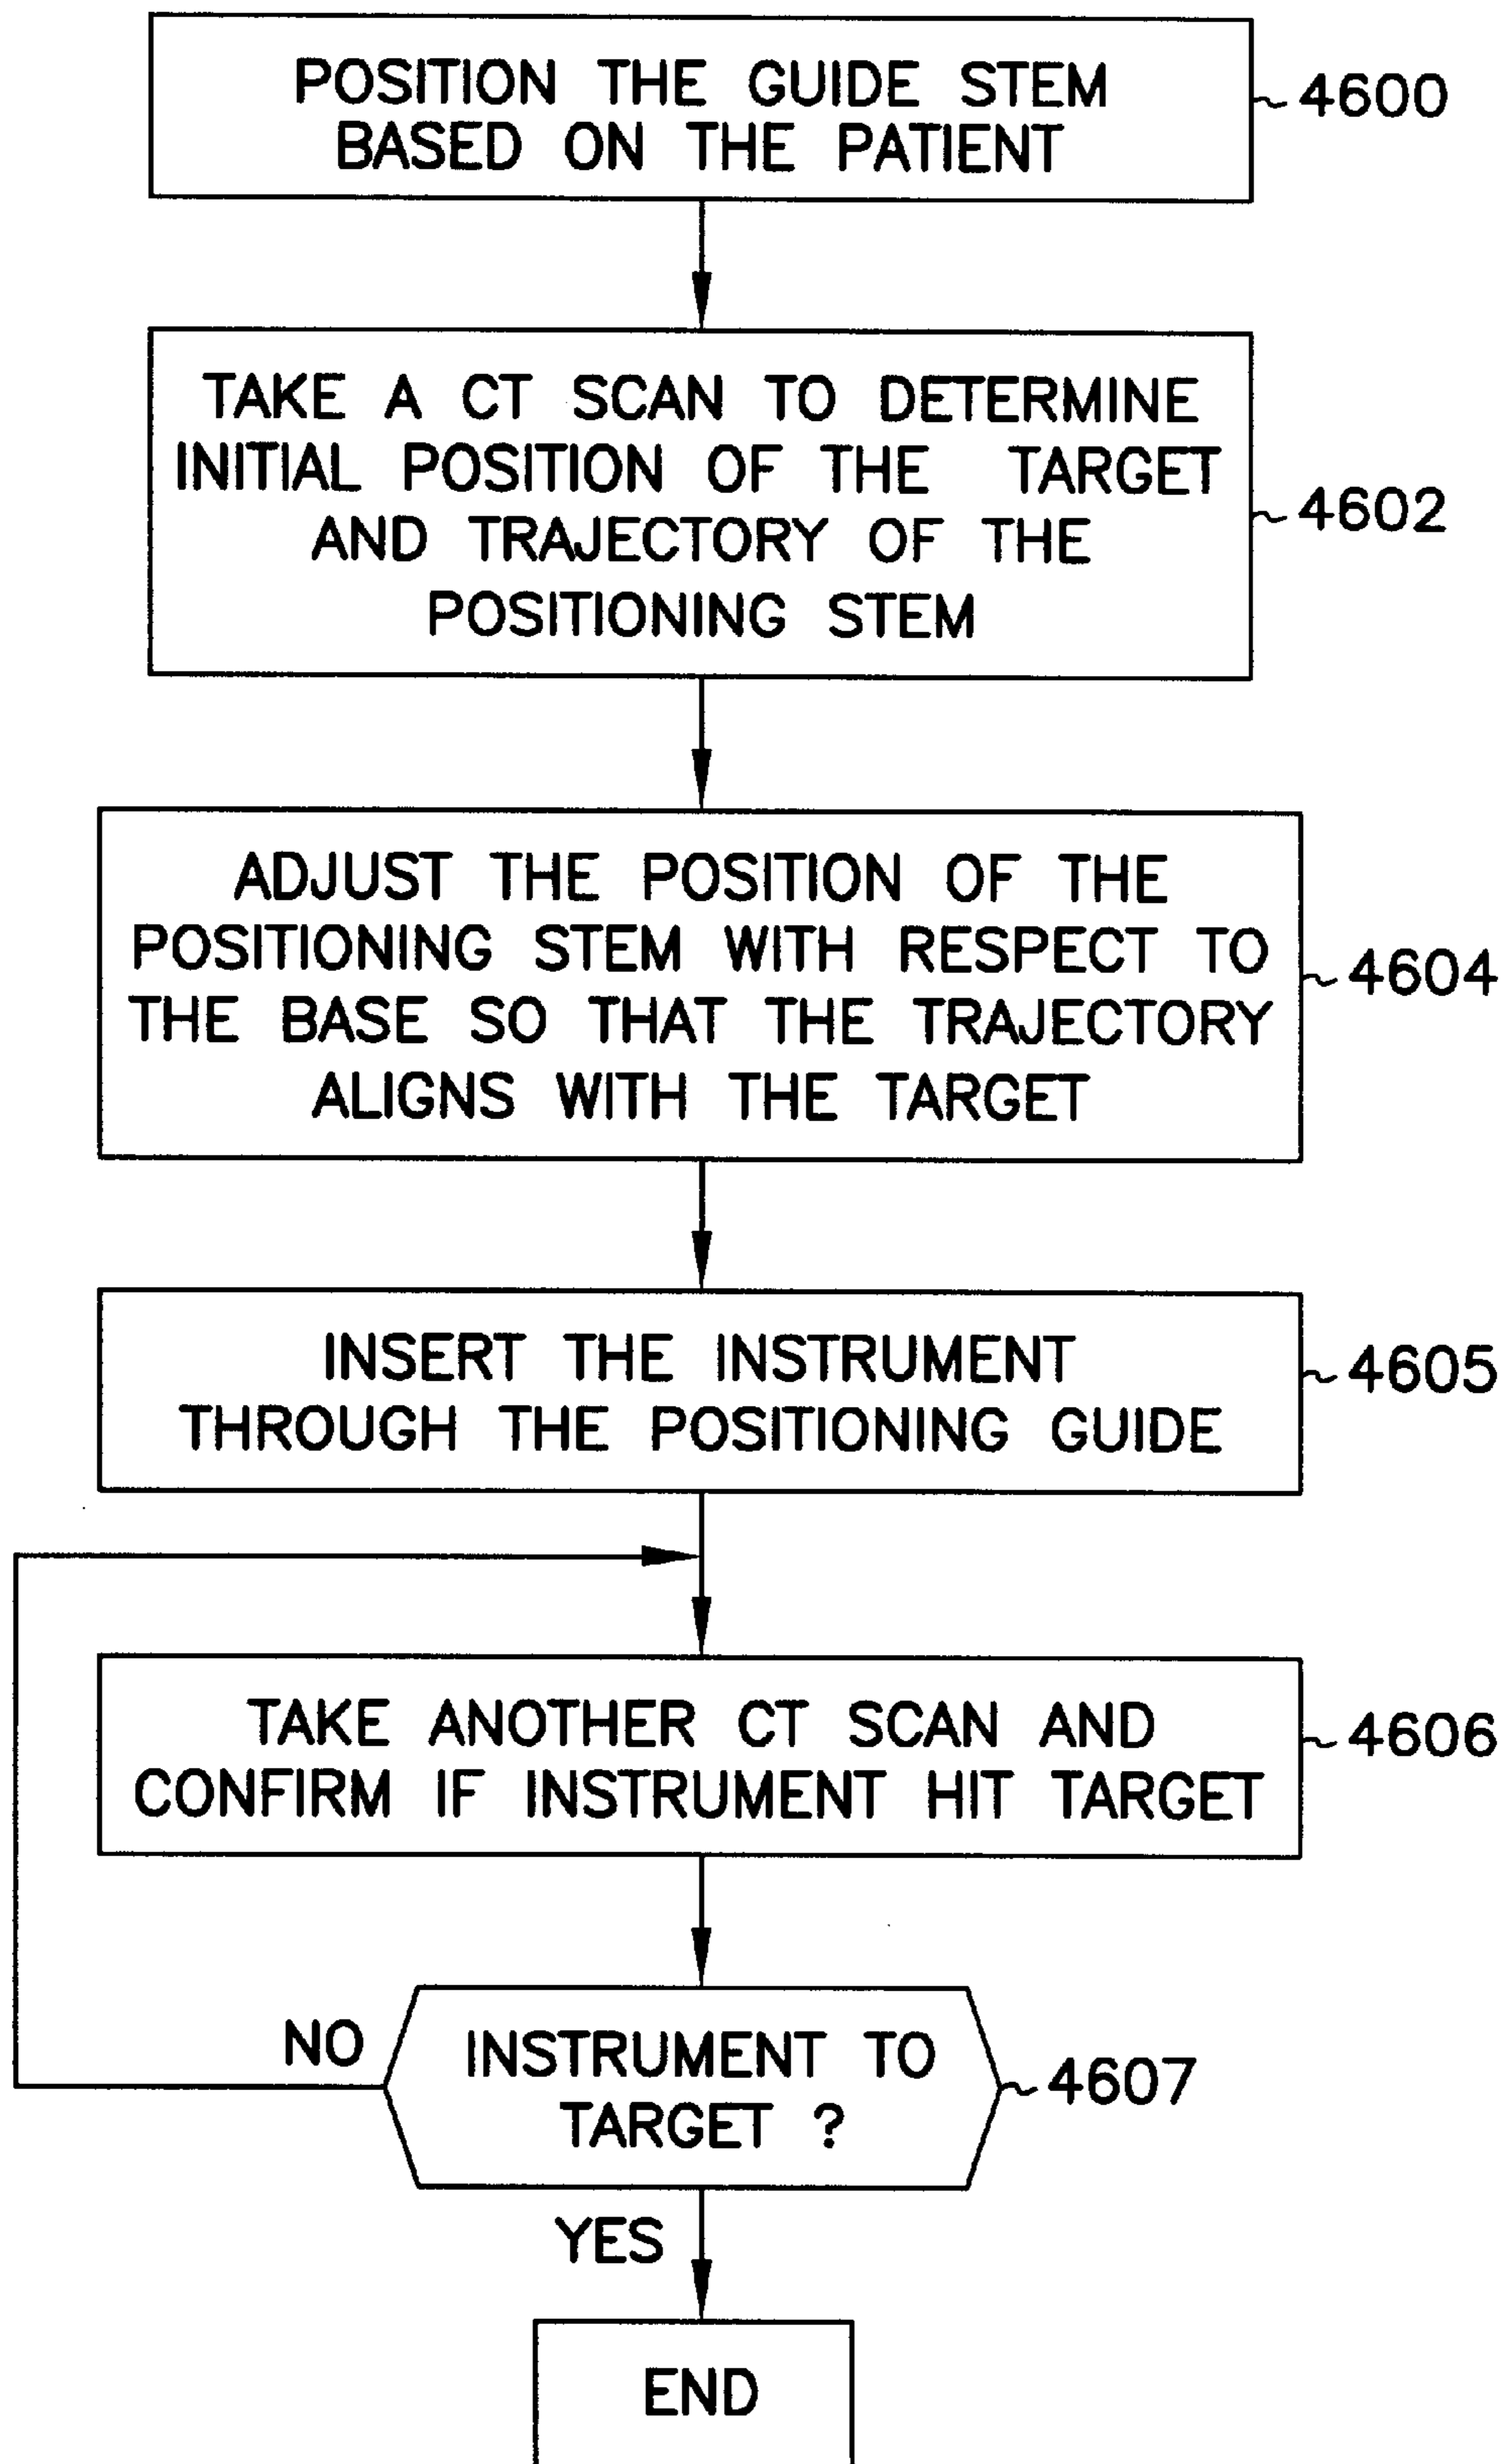 POSITION THE GUIDE STEM
BASED ON THE PATIENT
4600
TAKE A CT SCAN TO DETERMINE
INITIAL POSITION OF THE TARGET
AND TRAJECTORY OF THE
POSITIONING STEM
4602
ADJUST THE POSITION OF THE
POSITIONING STEM WITH RESPECT TO
THE BASE SO THAT THE TRAJECTORY
ALIGNS WITH THE TARGET
4604
INSERT THE INSTRUMENT
THROUGH THE POSITIONING GUIDE
4605
TAKE ANOTHER CT SCAN AND
CONFIRM IF INSTRUMENT HIT TARGET
4606
NO
INSTRUMENT TO
TARGET ?
4607
YES
END